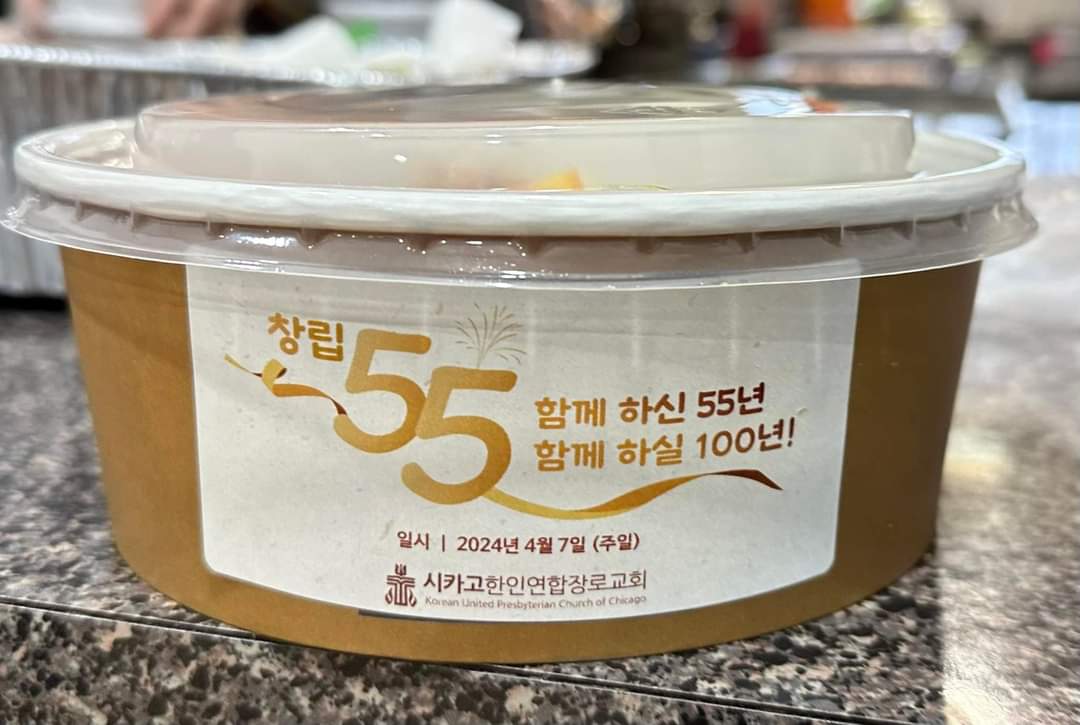 창립
55
함께 하신 55년
함께 하실 100년!
일시 | 2024년 4월 7일 (주일)
시카고한인연합장로교회
Korean United Presbyterian Church of Chicago